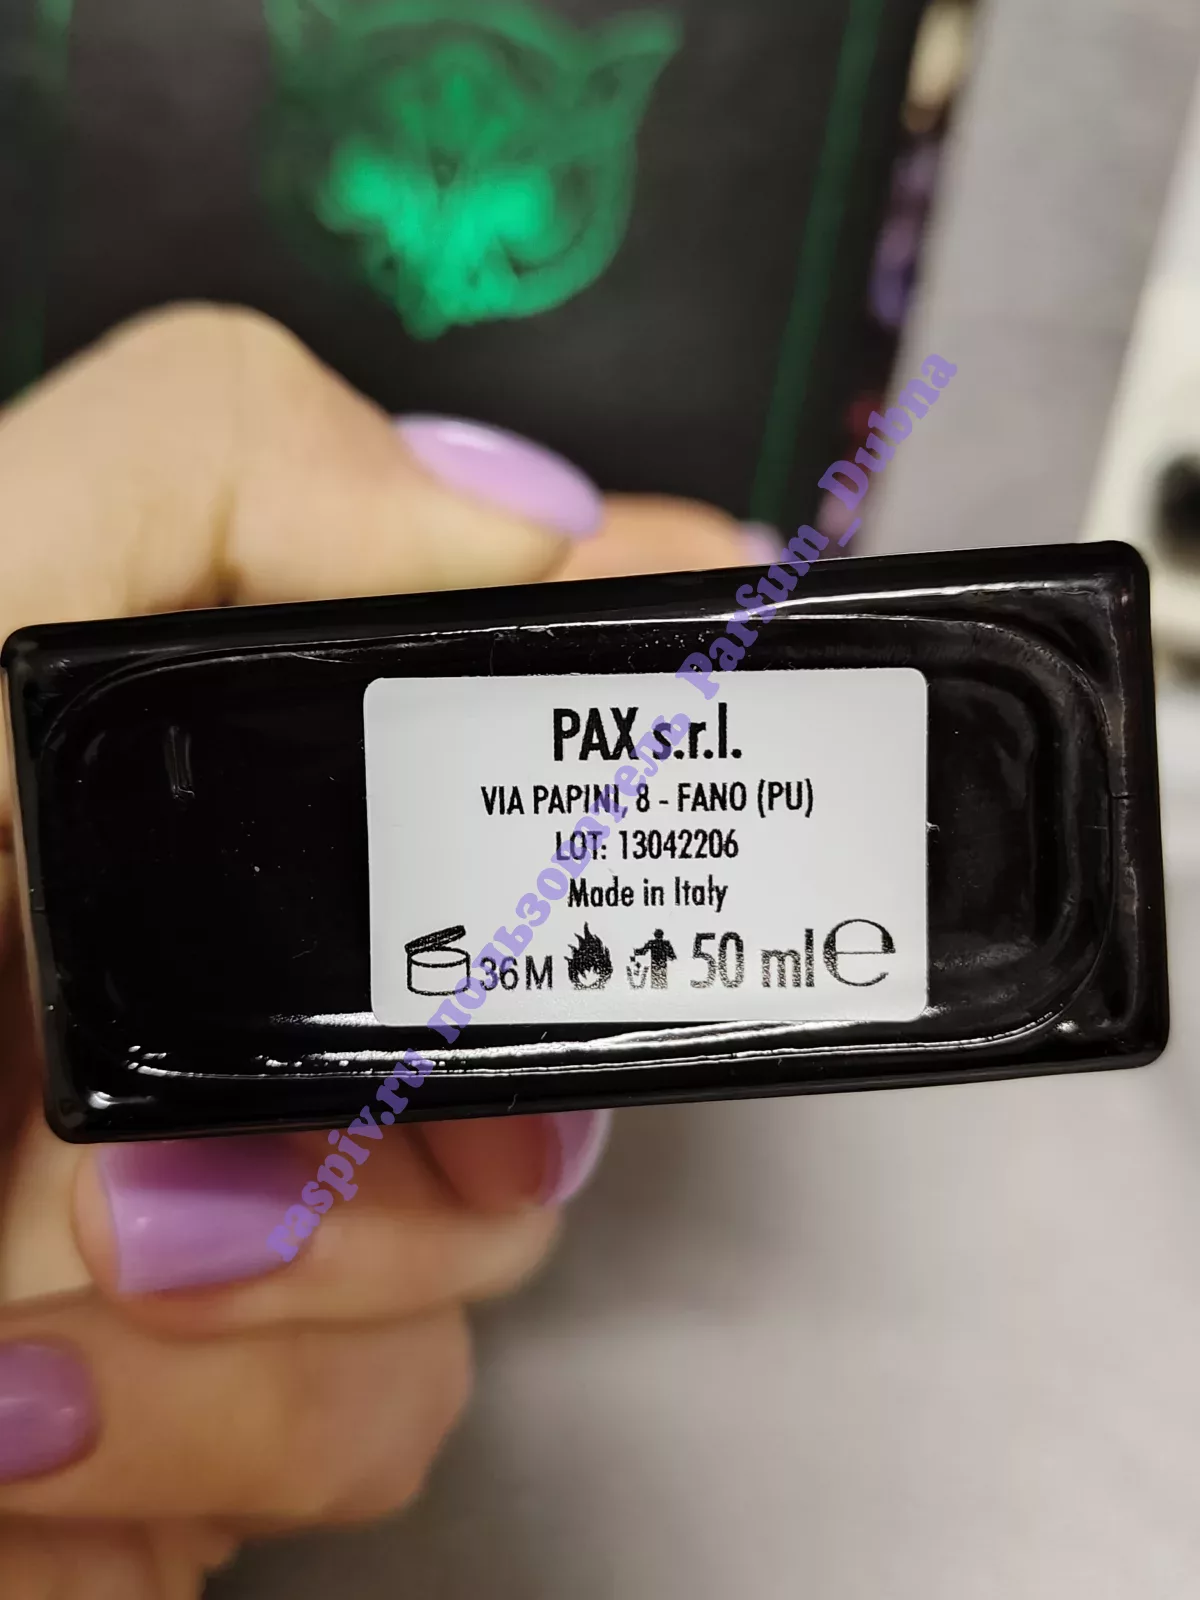 PAX s.r.l.
VIA PAPINI, 8 - FANO (PU)
LOT: 13042206
Made in Italy
36M 50 ml e
raspiv.ru пользователь Parfum_Dubna